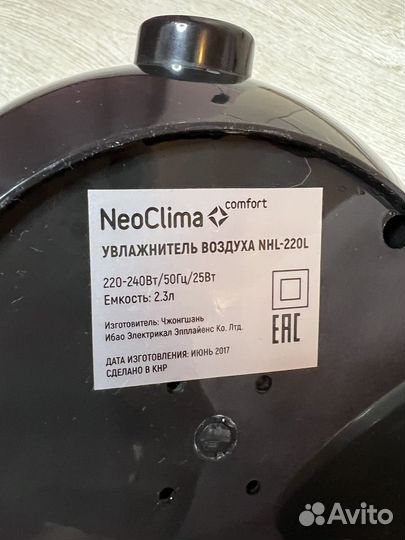 NeoClima comfort
УВЛАЖНИТЕЛЬ ВОЗДУХА NHL-220L
220-240Вт/50Гц/25Вт
Емкость: 2.3л
Изготовитель: Чжонгшань
Ибао Электрикал Эпплайенс Ко. Лтд.
EAC
ДАТА ИЗГОТОВЛЕНИЯ: ИЮНЬ 2017
СДЕЛАНО В КНР
Avito